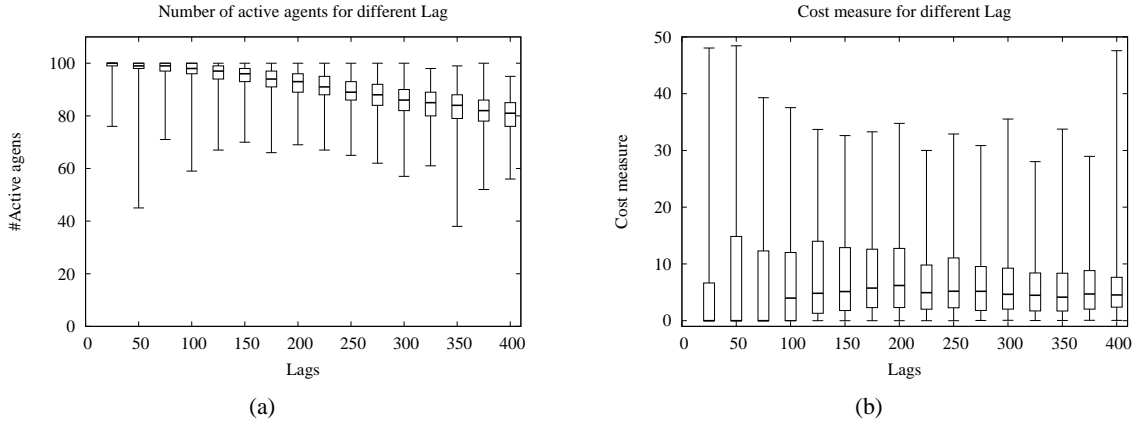 Number of active agents for different Lag
100
80
60
40
20
0
#Active agens
0 50 100 150 200 250 300 350 400
Lags
(a)
Cost measure for different Lag
50
40
30
20
10
0
Cost measure
0 50 100 150 200 250 300 350 400
Lags
(b)